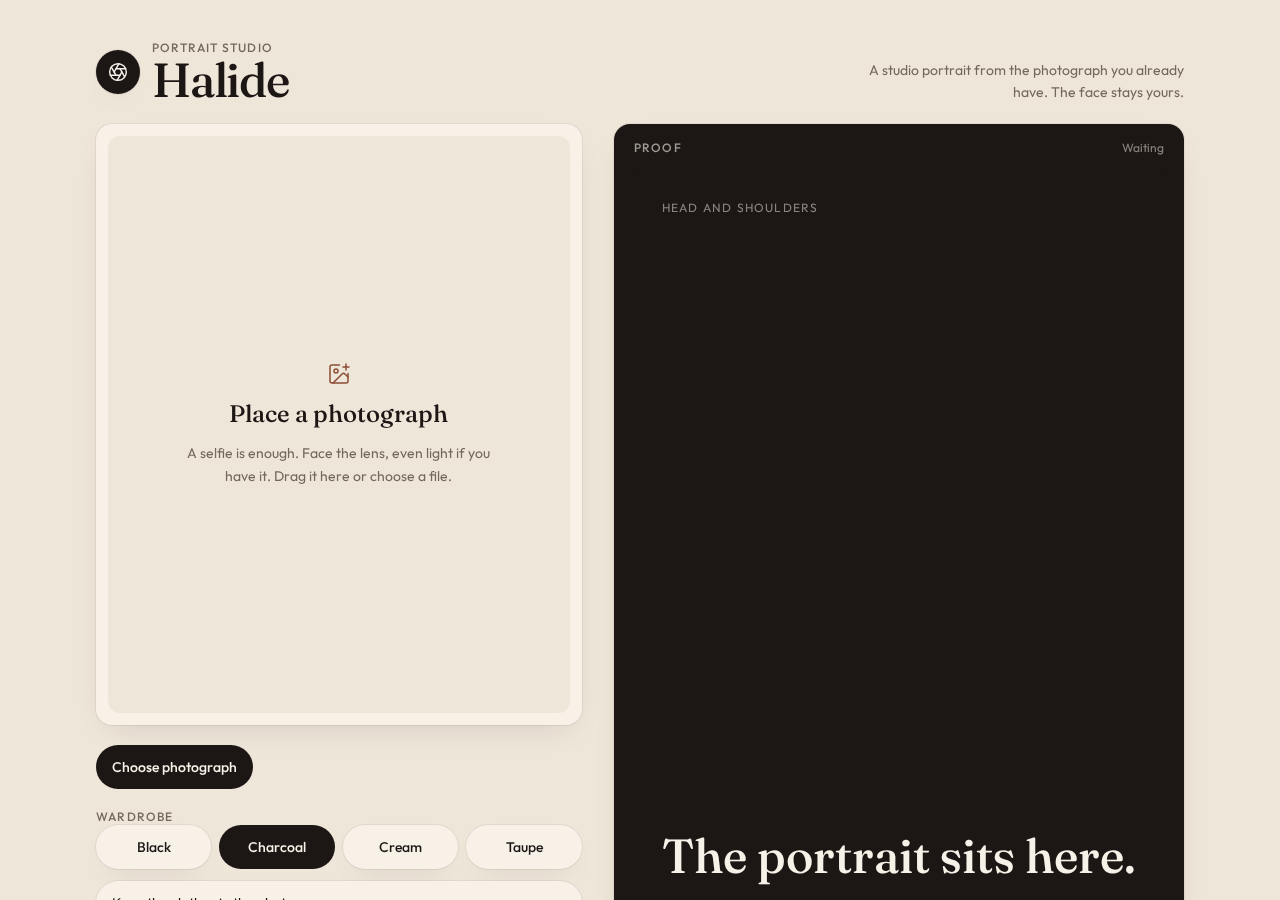 PORTRAIT STUDIO
Halide
A studio portrait from the photograph you already
have. The face stays yours.
Place a photograph
A selfie is enough. Face the lens, even light if you
have it. Drag it here or choose a file.
Choose photograph
WARDROBE
Black
Charcoal
Cream
Taupe
PROOF
Waiting
HEAD AND SHOULDERS
The portrait sits here.